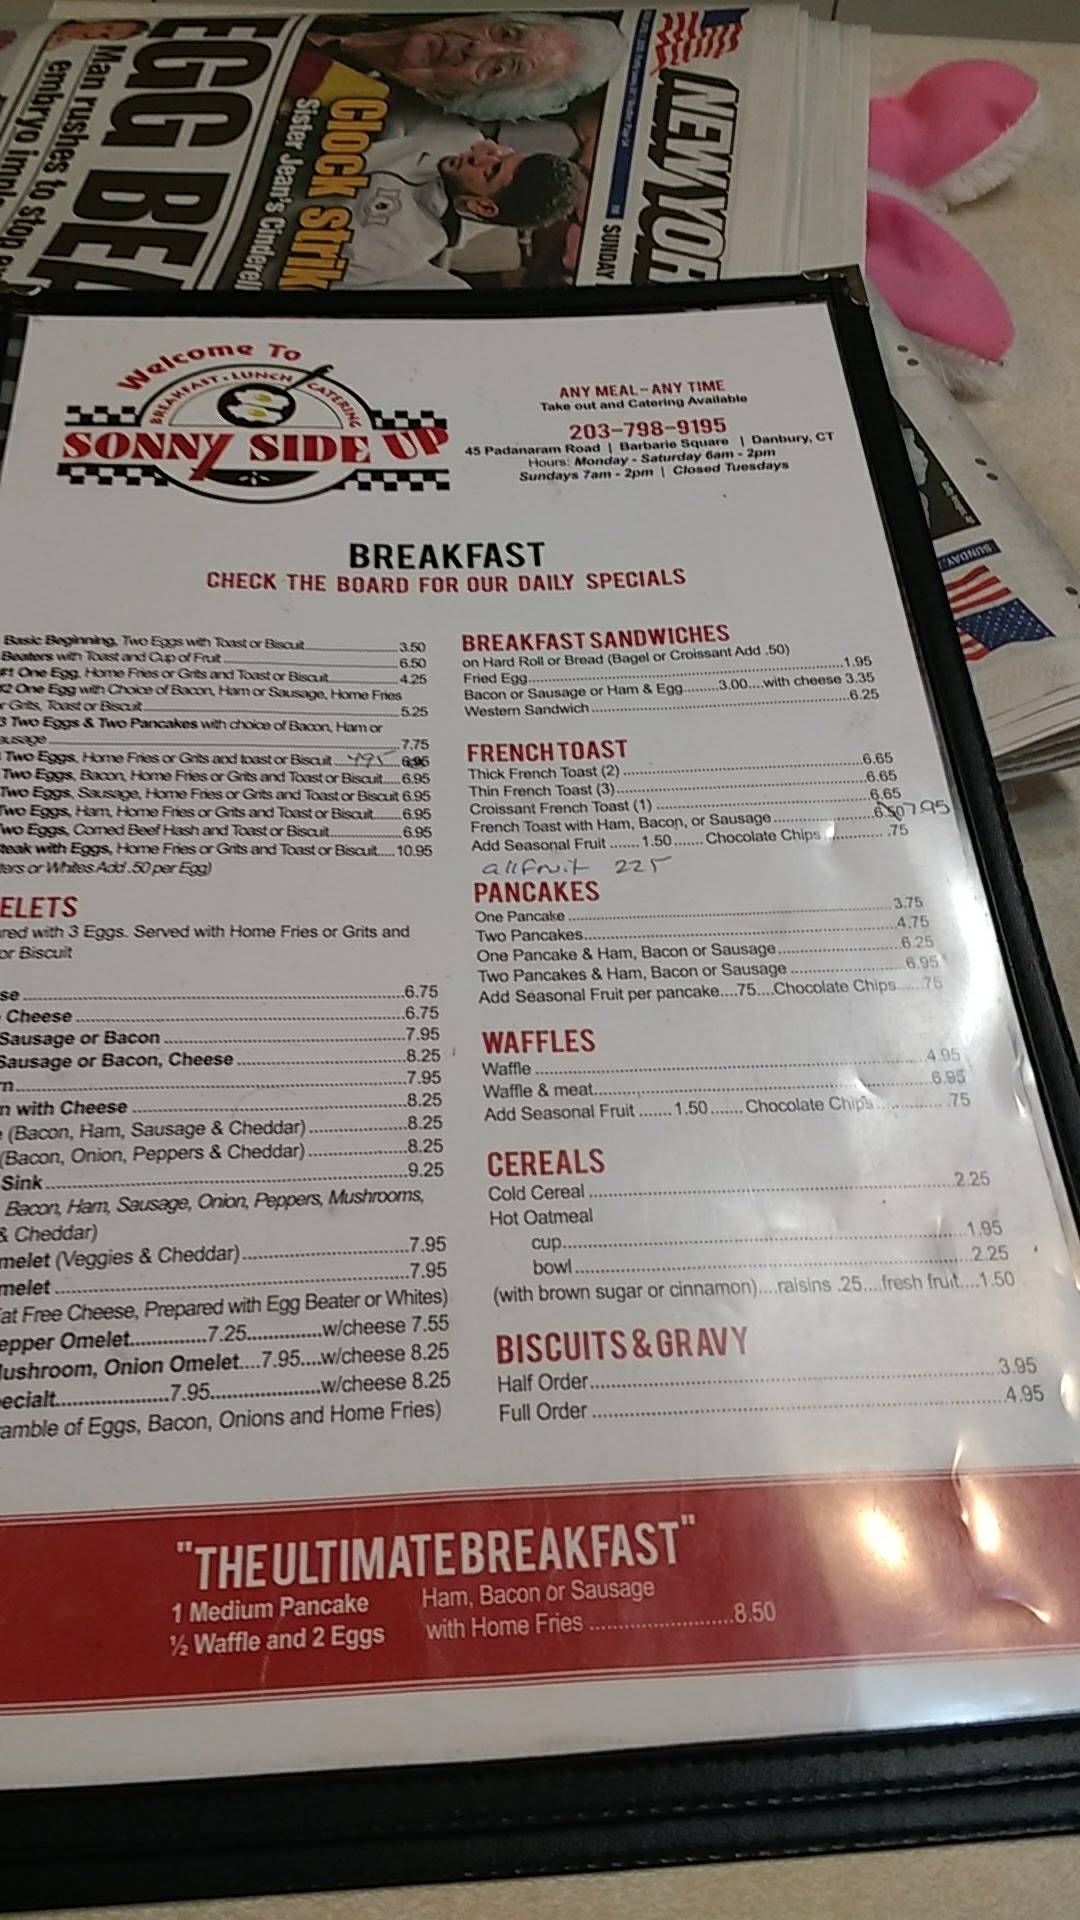 EGG BEA
Man rushes to stop
embryo
Clock strik
Sister Jean's Cinderel
NEW YOR
SUNDAY
SUNDAY
Welcome To
BREAKFAST • LUNCH • CATERING
SONNY SIDE UP
ANY MEAL - ANY TIME
Take out and Catering Available
203-798-9195
45 Padanaram Road | Barbarie Square | Danbury, CT
Hours: Monday - Saturday 6am - 2pm
Sundays 7am - 2pm | Closed Tuesdays
BREAKFAST
CHECK THE BOARD FOR OUR DAILY SPECIALS
Basic Beginning, Two Eggs with Toast or Biscuit 3.50
Beaters with Toast and Cup of Fruit 6.50
#1 One Egg, Home Fries or Grits and Toast or Biscuit 4.25
#2 One Egg with Choice of Bacon, Ham or Sausage, Home Fries
or Grits, Toast or Biscuit 5.25
3 Two Eggs & Two Pancakes with choice of Bacon, Ham or
ausage 7.75
Two Eggs, Home Fries or Grits and toast or Biscuit 495 6.95
Two Eggs, Bacon, Home Fries or Grits and Toast or Biscuit 6.95
Two Eggs, Sausage, Home Fries or Grits and Toast or Biscuit 6.95
Two Eggs, Ham, Home Fries or Grits and Toast or Biscuit 6.95
Two Eggs, Corned Beef Hash and Toast or Biscuit 6.95
teak with Eggs, Home Fries or Grits and Toast or Biscuit 10.95
ters or Whites Add .50 per Egg)
ELETS
red with 3 Eggs. Served with Home Fries or Grits and
or Biscuit
se 6.75
Cheese 6.75
Sausage or Bacon 7.95
Sausage or Bacon, Cheese 8.25
n 7.95
n with Cheese 8.25
(Bacon, Ham, Sausage & Cheddar) 8.25
(Bacon, Onion, Peppers & Cheddar) 8.25
Sink 9.25
Bacon, Ham, Sausage, Onion, Peppers, Mushrooms,
& Cheddar)
melet (Veggies & Cheddar) 7.95
melet 7.95
at Free Cheese, Prepared with Egg Beater or Whites)
epper Omelet 7.25 w/cheese 7.55
ushroom, Onion Omelet 7.95 w/cheese 8.25
ecialt 7.95 w/cheese 8.25
amble of Eggs, Bacon, Onions and Home Fries)
BREAKFAST SANDWICHES
on Hard Roll or Bread (Bagel or Croissant Add .50)
Fried Egg 1.95
Bacon or Sausage or Ham & Egg 3.00 with cheese 3.35
Western Sandwich 6.25
FRENCH TOAST
Thick French Toast (2) 6.65
Thin French Toast (3) 6.65
Croissant French Toast (1) 6.65
French Toast with Ham, Bacon, or Sausage 6.50 795
Add Seasonal Fruit 1.50 Chocolate Chips .75
all fruit 225
PANCAKES
One Pancake 3.75
Two Pancakes 4.75
One Pancake & Ham, Bacon or Sausage 6.25
Two Pancakes & Ham, Bacon or Sausage 6.95
Add Seasonal Fruit per pancake .75 Chocolate Chips .75
WAFFLES
Waffle 4.95
Waffle & meat 6.95
Add Seasonal Fruit 1.50 Chocolate Chips .75
CEREALS
Cold Cereal 2.25
Hot Oatmeal
cup 1.95
bowl 2.25
(with brown sugar or cinnamon) raisins .25 fresh fruit 1.50
BISCUITS & GRAVY
Half Order 3.95
Full Order 4.95
"THE ULTIMATE BREAKFAST"
1 Medium Pancake
½ Waffle and 2 Eggs
Ham, Bacon or Sausage
with Home Fries 8.50